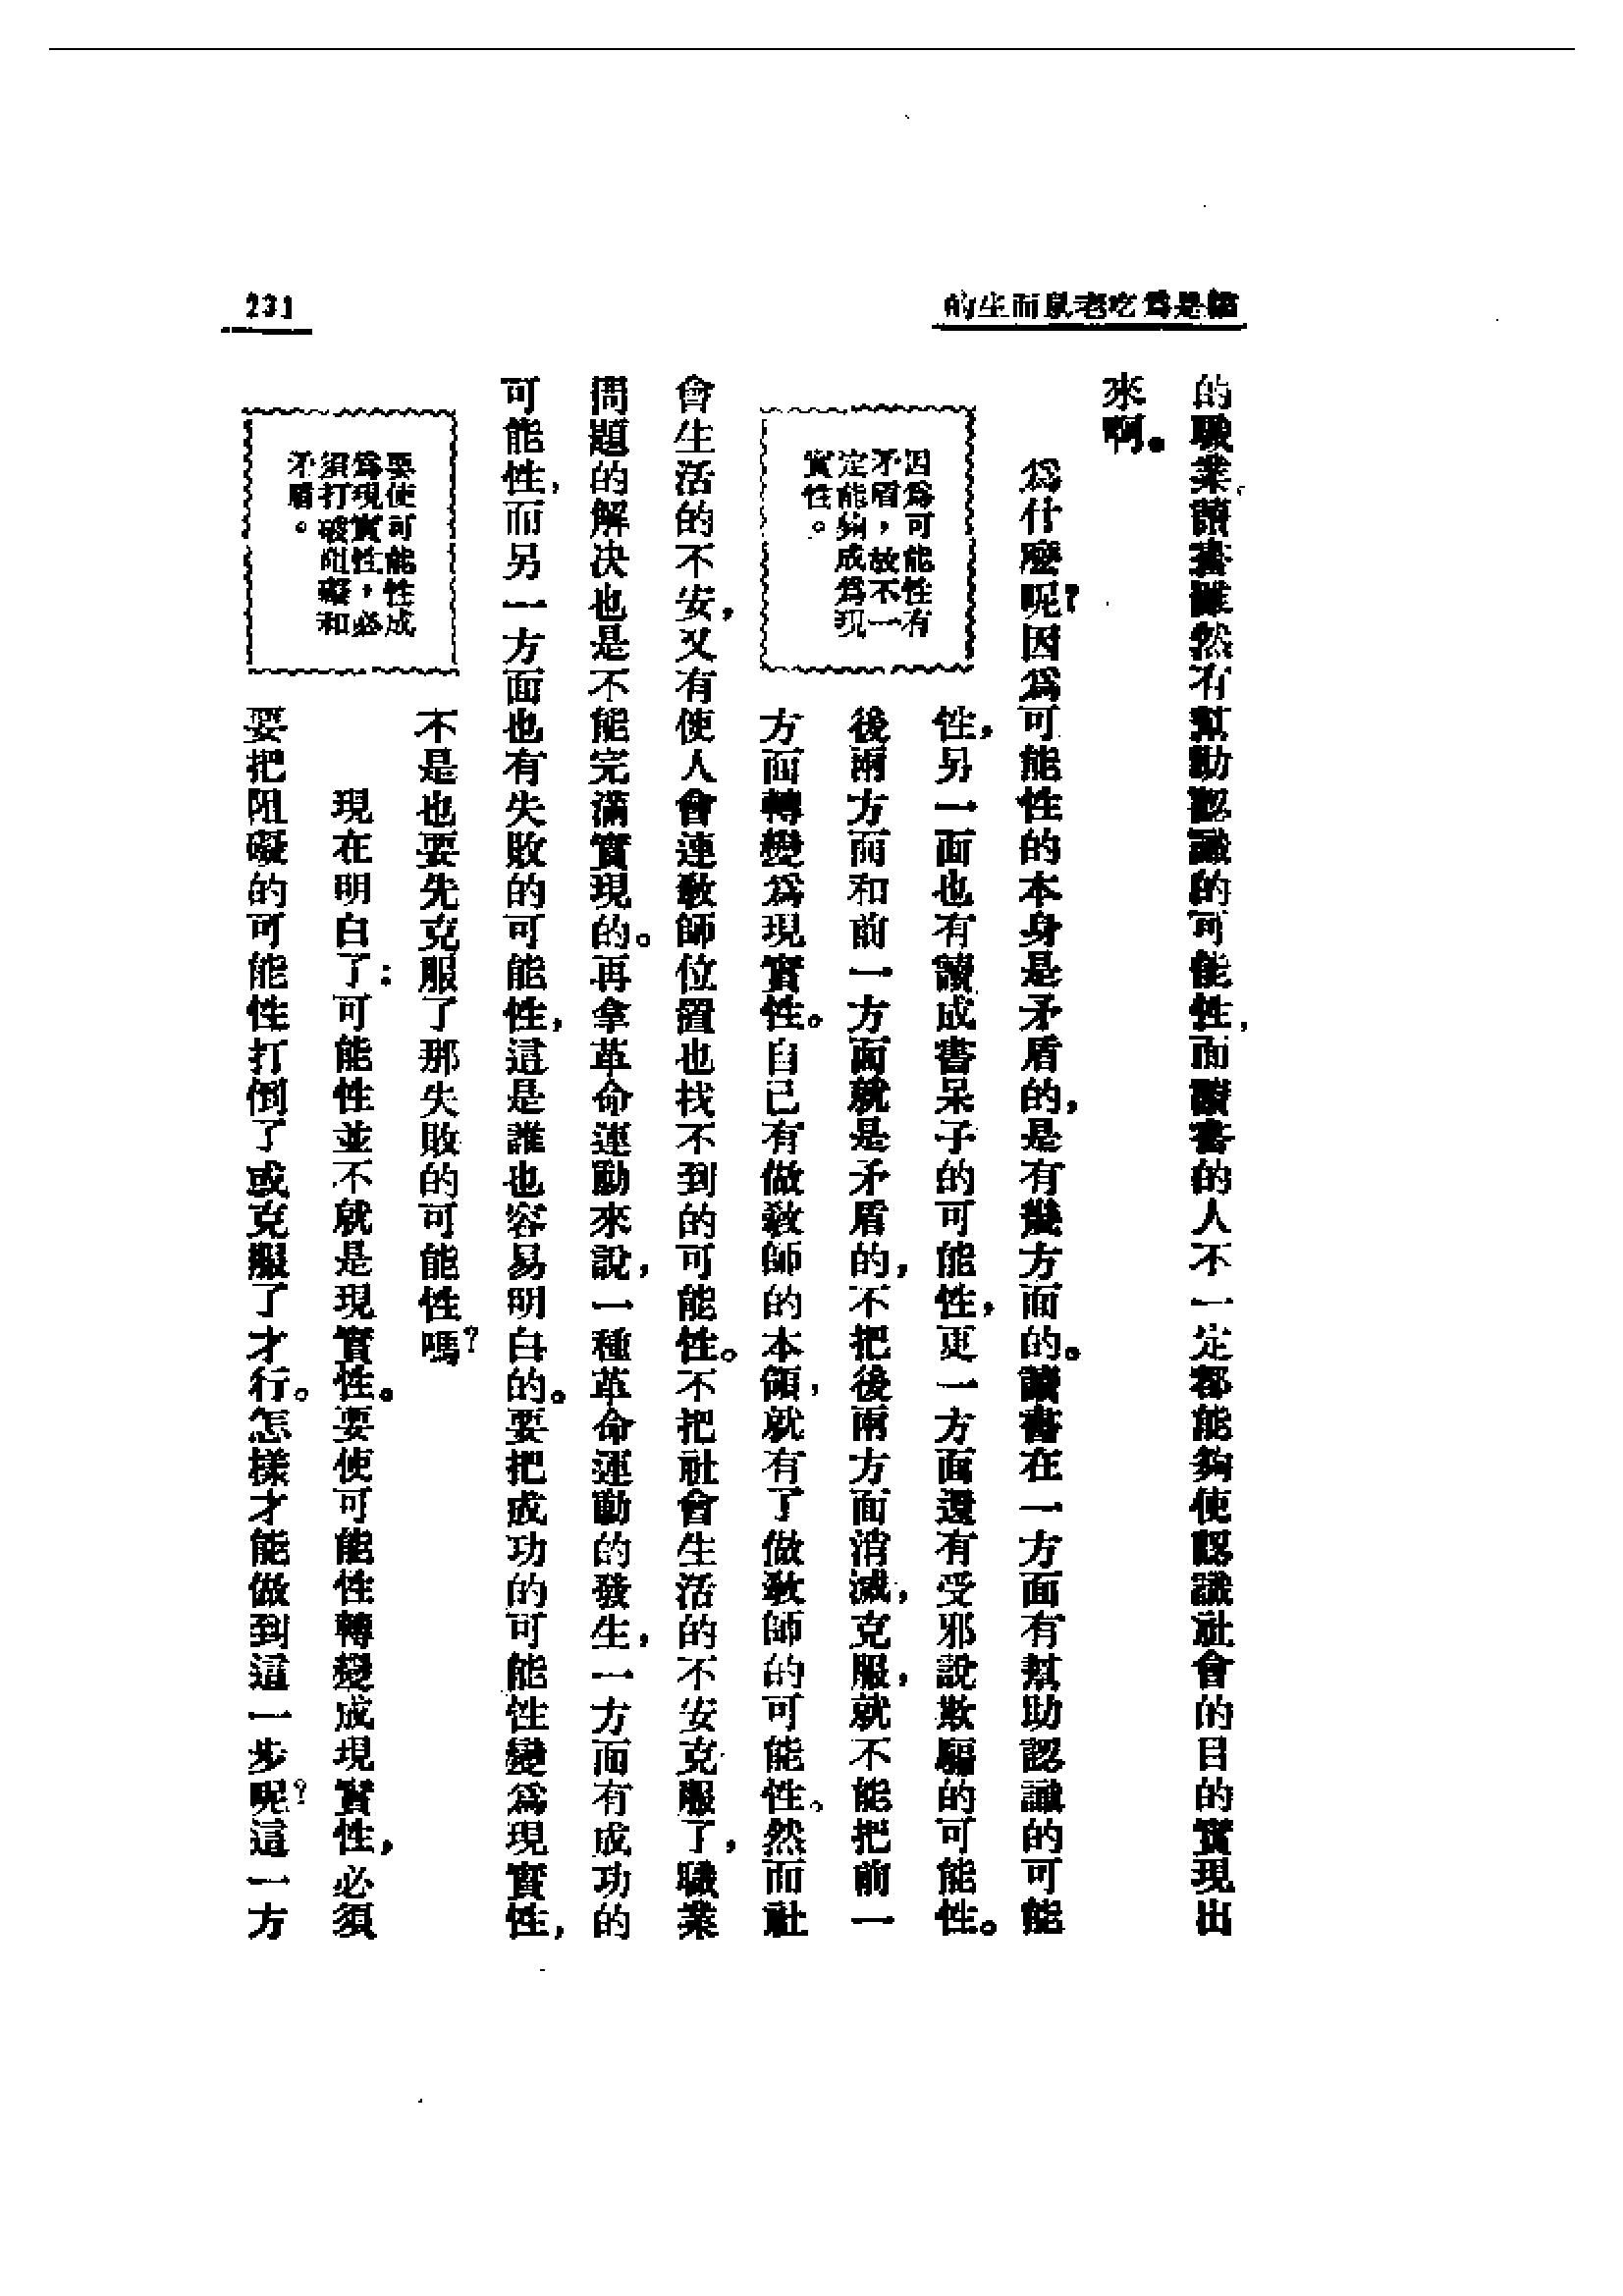 貓是爲吃老鼠而生的
231
的職業，讀書雖然有幫助認識的可能性，而讀書的人不一定都能夠使認識社會的目的實現出
來啊。
爲什麼呢？因爲可能性的本身是矛盾的，是有幾方面的。讀書在一方面有幫助認識的可能
性，另一面也有讀成書呆子的可能性，更一方面還有受邪說欺騙的可能性。
因爲可能性有
矛盾，故不一
定能夠成爲現
實性。
後兩方面和前一方面就是矛盾的，不把後兩方面消滅，克服，就不能把前一
方面轉變爲現實性。自己有做敎師的本領，就有了做敎師的可能性。然而社
會生活的不安，又有使人會連敎師位置也找不到的可能性。不把社會生活的不安克服了，職業
問題的解决也是不能完滿實現的。再拿革命運動來說，一種革命運動的發生，一方面有成功的
可能性，而另一方面也有失敗的可能性，這是誰也容易明白的。要把成功的可能性變爲現實性，
不是也要先克服了那失敗的可能性嗎？
要使可能性成
爲現實性，必
須打破阻礙和
矛盾。
現在明白了：可能性並不就是現實性。要使可能性轉變成現實性，必須
要把阻礙的可能性打倒了或克服了才行。怎樣才能做到這一步呢？這一方